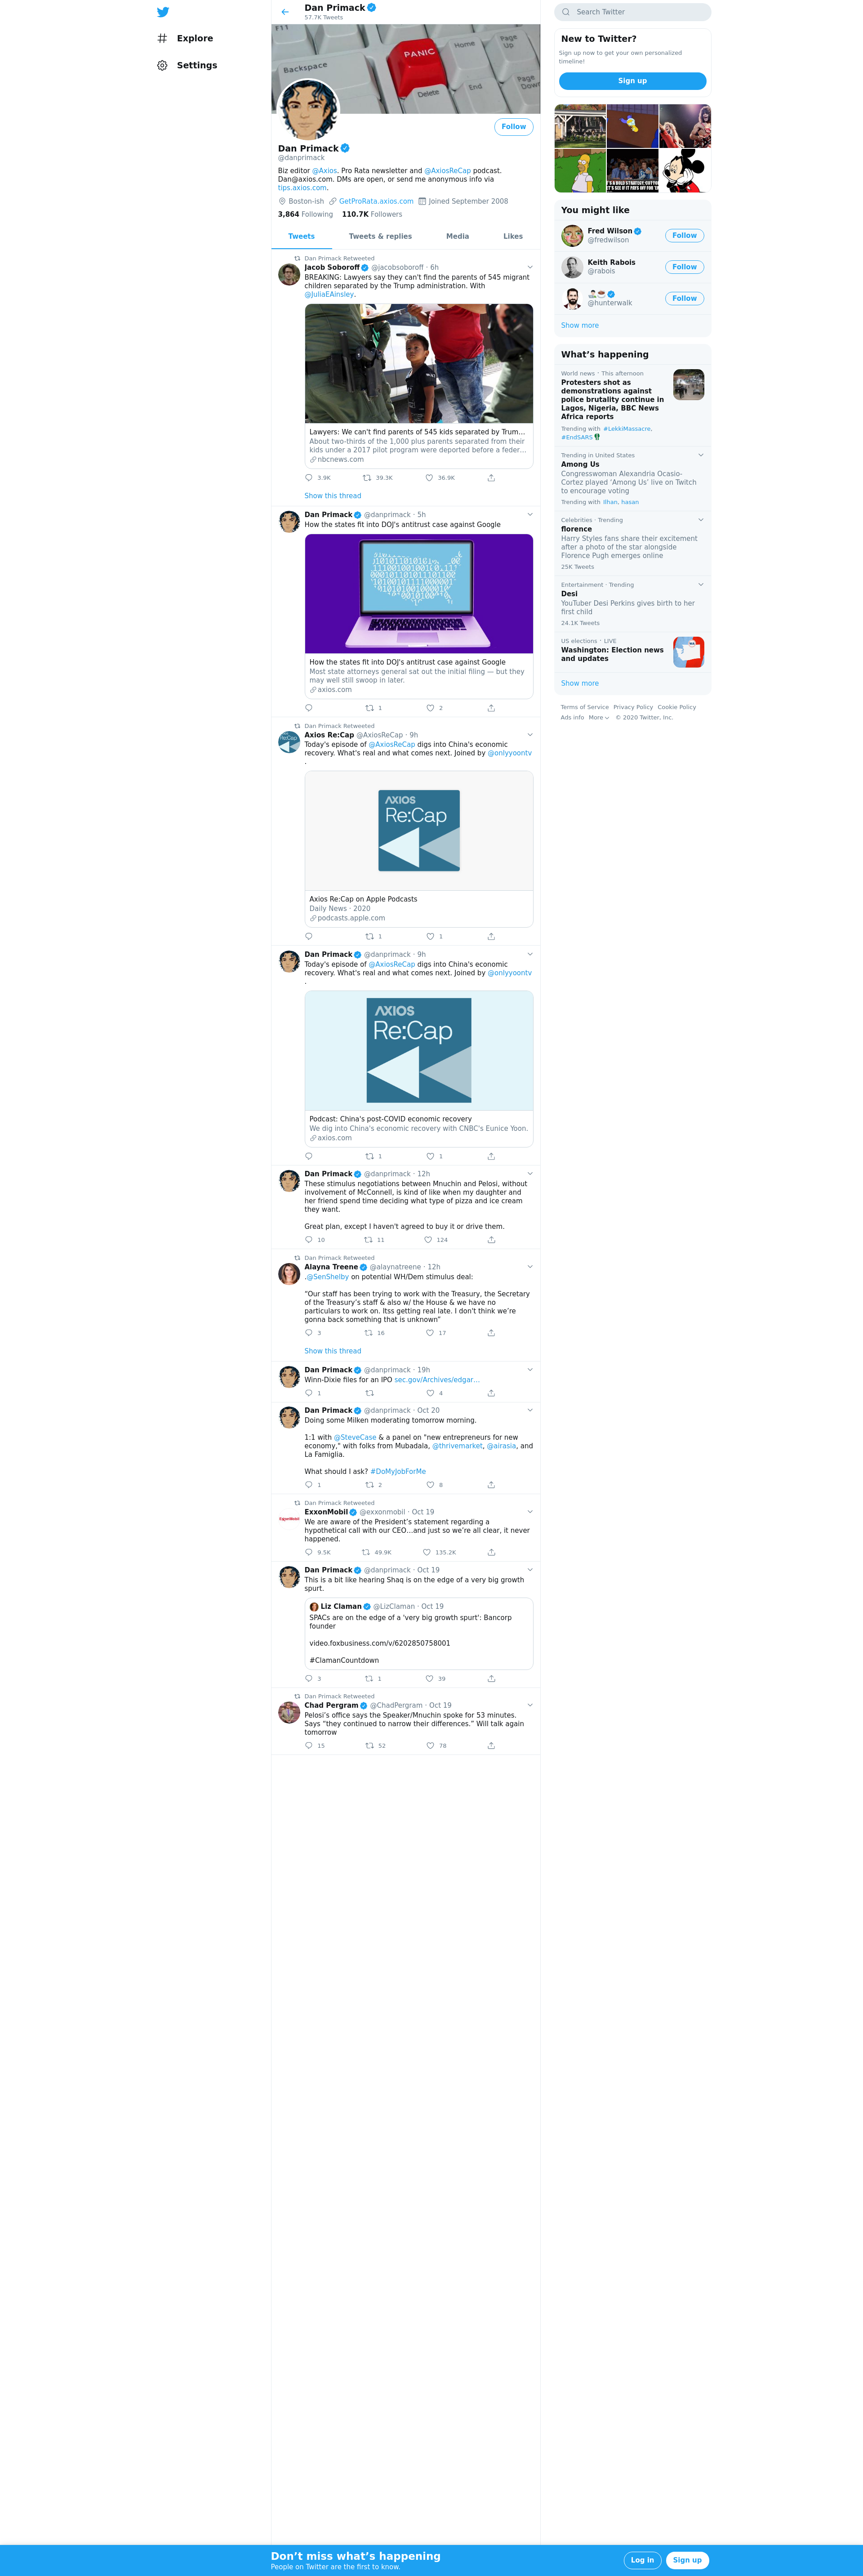 Explore
Settings
Dan Primack
57.7K Tweets
Backspace
PANIC
Home
Page Up
Delete
End
Page Down
Follow
Dan Primack
@danprimack
Biz editor @Axios. Pro Rata newsletter and @AxiosReCap podcast.
Dan@axios.com. DMs are open, or send me anonymous info via
tips.axios.com.
Boston-ish GetProRata.axios.com Joined September 2008
3,864 Following 110.7K Followers
Tweets Tweets & replies Media Likes
Dan Primack Retweeted
Jacob Soboroff @jacobsoboroff · 6h
BREAKING: Lawyers say they can't find the parents of 545 migrant
children separated by the Trump administration. With
@JuliaEAinsley.
Lawyers: We can't find parents of 545 kids separated by Trum…
About two-thirds of the 1,000 plus parents separated from their
kids under a 2017 pilot program were deported before a feder…
nbcnews.com
3.9K 39.3K 36.9K
Show this thread
Dan Primack @danprimack · 5h
How the states fit into DOJ's antitrust case against Google
How the states fit into DOJ's antitrust case against Google
Most state attorneys general sat out the initial filing — but they
may well still swoop in later.
axios.com
1 2
Dan Primack Retweeted
Axios Re:Cap @AxiosReCap · 9h
Today's episode of @AxiosReCap digs into China's economic
recovery. What's real and what comes next. Joined by @onlyyoontv
.
AXIOS
Re:Cap
Axios Re:Cap on Apple Podcasts
Daily News · 2020
podcasts.apple.com
1 1
Dan Primack @danprimack · 9h
Today's episode of @AxiosReCap digs into China's economic
recovery. What's real and what comes next. Joined by @onlyyoontv
.
AXIOS
Re:Cap
Podcast: China's post-COVID economic recovery
We dig into China's economic recovery with CNBC's Eunice Yoon.
axios.com
1 1
Dan Primack @danprimack · 12h
These stimulus negotiations between Mnuchin and Pelosi, without
involvement of McConnell, is kind of like when my daughter and
her friend spend time deciding what type of pizza and ice cream
they want.
Great plan, except I haven't agreed to buy it or drive them.
10 11 124
Dan Primack Retweeted
Alayna Treene @alaynatreene · 12h
.@SenShelby on potential WH/Dem stimulus deal:
“Our staff has been trying to work with the Treasury, the Secretary
of the Treasury’s staff & also w/ the House & we have no
particulars to work on. Itss getting real late. I don't think we’re
gonna back something that is unknown”
3 16 17
Show this thread
Dan Primack @danprimack · 19h
Winn-Dixie files for an IPO sec.gov/Archives/edgar…
1 4
Dan Primack @danprimack · Oct 20
Doing some Milken moderating tomorrow morning.
1:1 with @SteveCase & a panel on "new entrepreneurs for new
economy," with folks from Mubadala, @thrivemarket, @airasia, and
La Famiglia.
What should I ask? #DoMyJobForMe
1 2 8
Dan Primack Retweeted
ExxonMobil
ExxonMobil @exxonmobil · Oct 19
We are aware of the President’s statement regarding a
hypothetical call with our CEO…and just so we’re all clear, it never
happened.
9.5K 49.9K 135.2K
Dan Primack @danprimack · Oct 19
This is a bit like hearing Shaq is on the edge of a very big growth
spurt.
Liz Claman @LizClaman · Oct 19
SPACs are on the edge of a 'very big growth spurt': Bancorp
founder
video.foxbusiness.com/v/6202850758001
#ClamanCountdown
3 1 39
Dan Primack Retweeted
Chad Pergram @ChadPergram · Oct 19
Pelosi’s office says the Speaker/Mnuchin spoke for 53 minutes.
Says “they continued to narrow their differences.” Will talk again
tomorrow
15 52 78
Search Twitter
New to Twitter?
Sign up now to get your own personalized
timeline!
Sign up
You might like
Fred Wilson
@fredwilson
Follow
Keith Rabois
@rabois
Follow
@hunterwalk
Follow
Show more
What’s happening
World news · This afternoon
Protesters shot as
demonstrations against
police brutality continue in
Lagos, Nigeria, BBC News
Africa reports
Trending with #LekkiMassacre,
#EndSARS
Trending in United States
Among Us
Congresswoman Alexandria Ocasio-
Cortez played ‘Among Us’ live on Twitch
to encourage voting
Trending with Ilhan, hasan
Celebrities · Trending
florence
Harry Styles fans share their excitement
after a photo of the star alongside
Florence Pugh emerges online
25K Tweets
Entertainment · Trending
Desi
YouTuber Desi Perkins gives birth to her
first child
24.1K Tweets
US elections · LIVE
Washington: Election news
and updates
Show more
Terms of Service Privacy Policy Cookie Policy
Ads info More © 2020 Twitter, Inc.
Don’t miss what’s happening
People on Twitter are the first to know.
Log in
Sign up